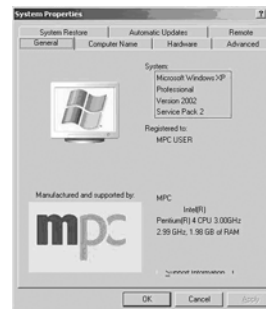 System Properties
System Restore
Automatic Updates
Remote
General
Computer Name
Hardware
Advanced
System:
Microsoft Windows XP
Professional
Version 2002
Service Pack 2
Registered to:
MPC USER
Manufactured and supported by:
mpc
MPC
Intel(R)
Pentium(R) 4 CPU 3.00GHz
2.99 GHz, 1.98 GB of RAM
Support Information
OK
Cancel
Apply